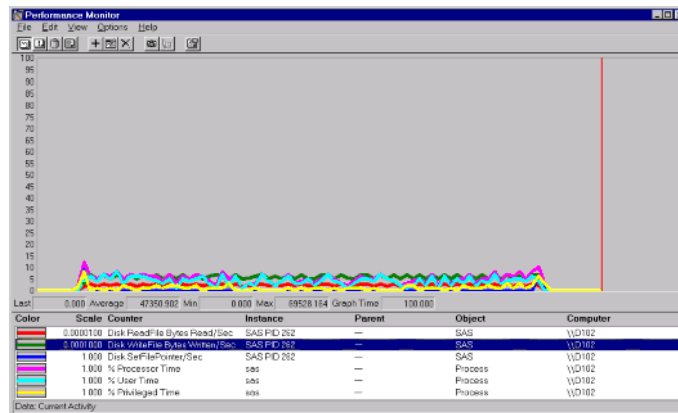 Performance Monitor
File Edit View Options Help
100
95
90
85
80
75
70
65
60
55
50
45
40
35
30
25
20
15
10
5
0
Last 0.000 Average 47350.902 Min 0.000 Max 69528.164 Graph Time 100.000
Color Scale Counter Instance Parent Object Computer
0.0000100 Disk ReadFile Bytes Read/Sec SAS PID 262 --- SAS \\D102
0.0001000 Disk WriteFile Bytes Written/Sec SAS PID 262 --- SAS \\D102
1.000 Disk SetFilePointer/Sec SAS PID 262 --- SAS \\D102
1.000 % Processor Time sas --- Process \\D102
1.000 % User Time sas --- Process \\D102
1.000 % Privileged Time sas --- Process \\D102
Data: Current Activity